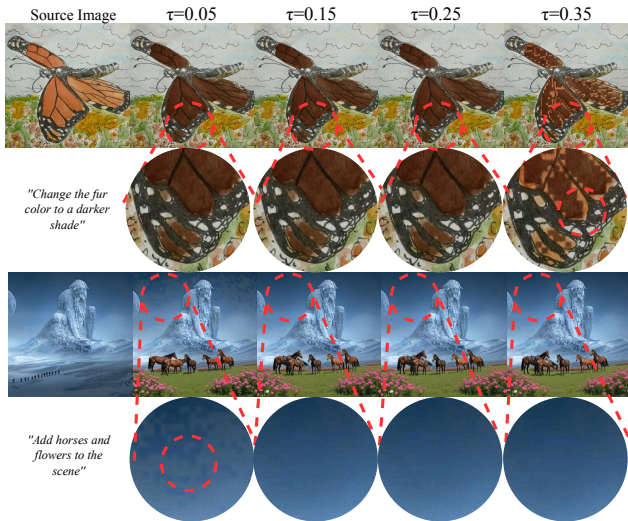 Source Image τ=0.05 τ=0.15 τ=0.25 τ=0.35
"Change the fur
color to a darker
shade"
"Add horses and
flowers to the
scene"